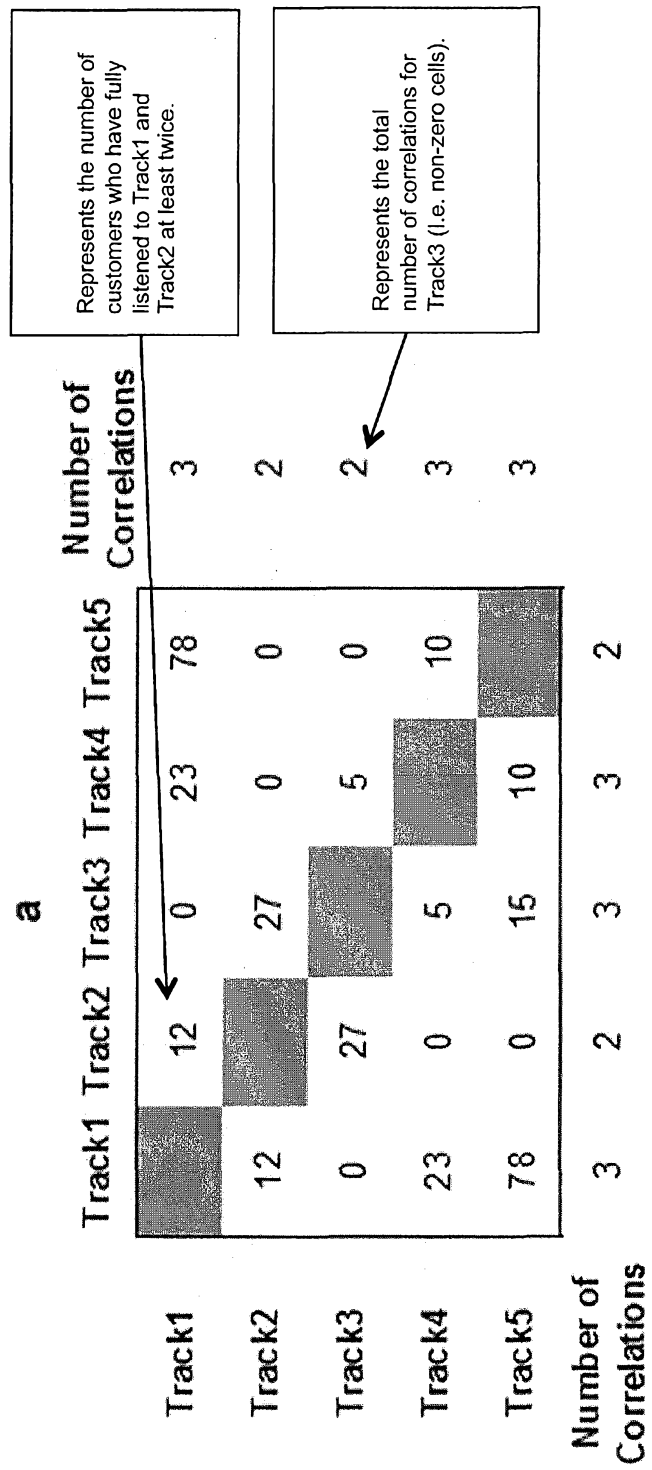 a
Track1 Track2 Track3 Track4 Track5 Number of
Correlations
Track1 12 0 23 78 3
Track2 12 27 0 0 2
Track3 0 27 5 0 2
Track4 23 0 5 10 3
Track5 78 0 15 10 3
Number of
Correlations 3 2 3 3 2
Represents the number of
customers who have fully
listened to Track1 and
Track2 at least twice.
Represents the total
number of correlations for
Track3 (I.e. non-zero cells).